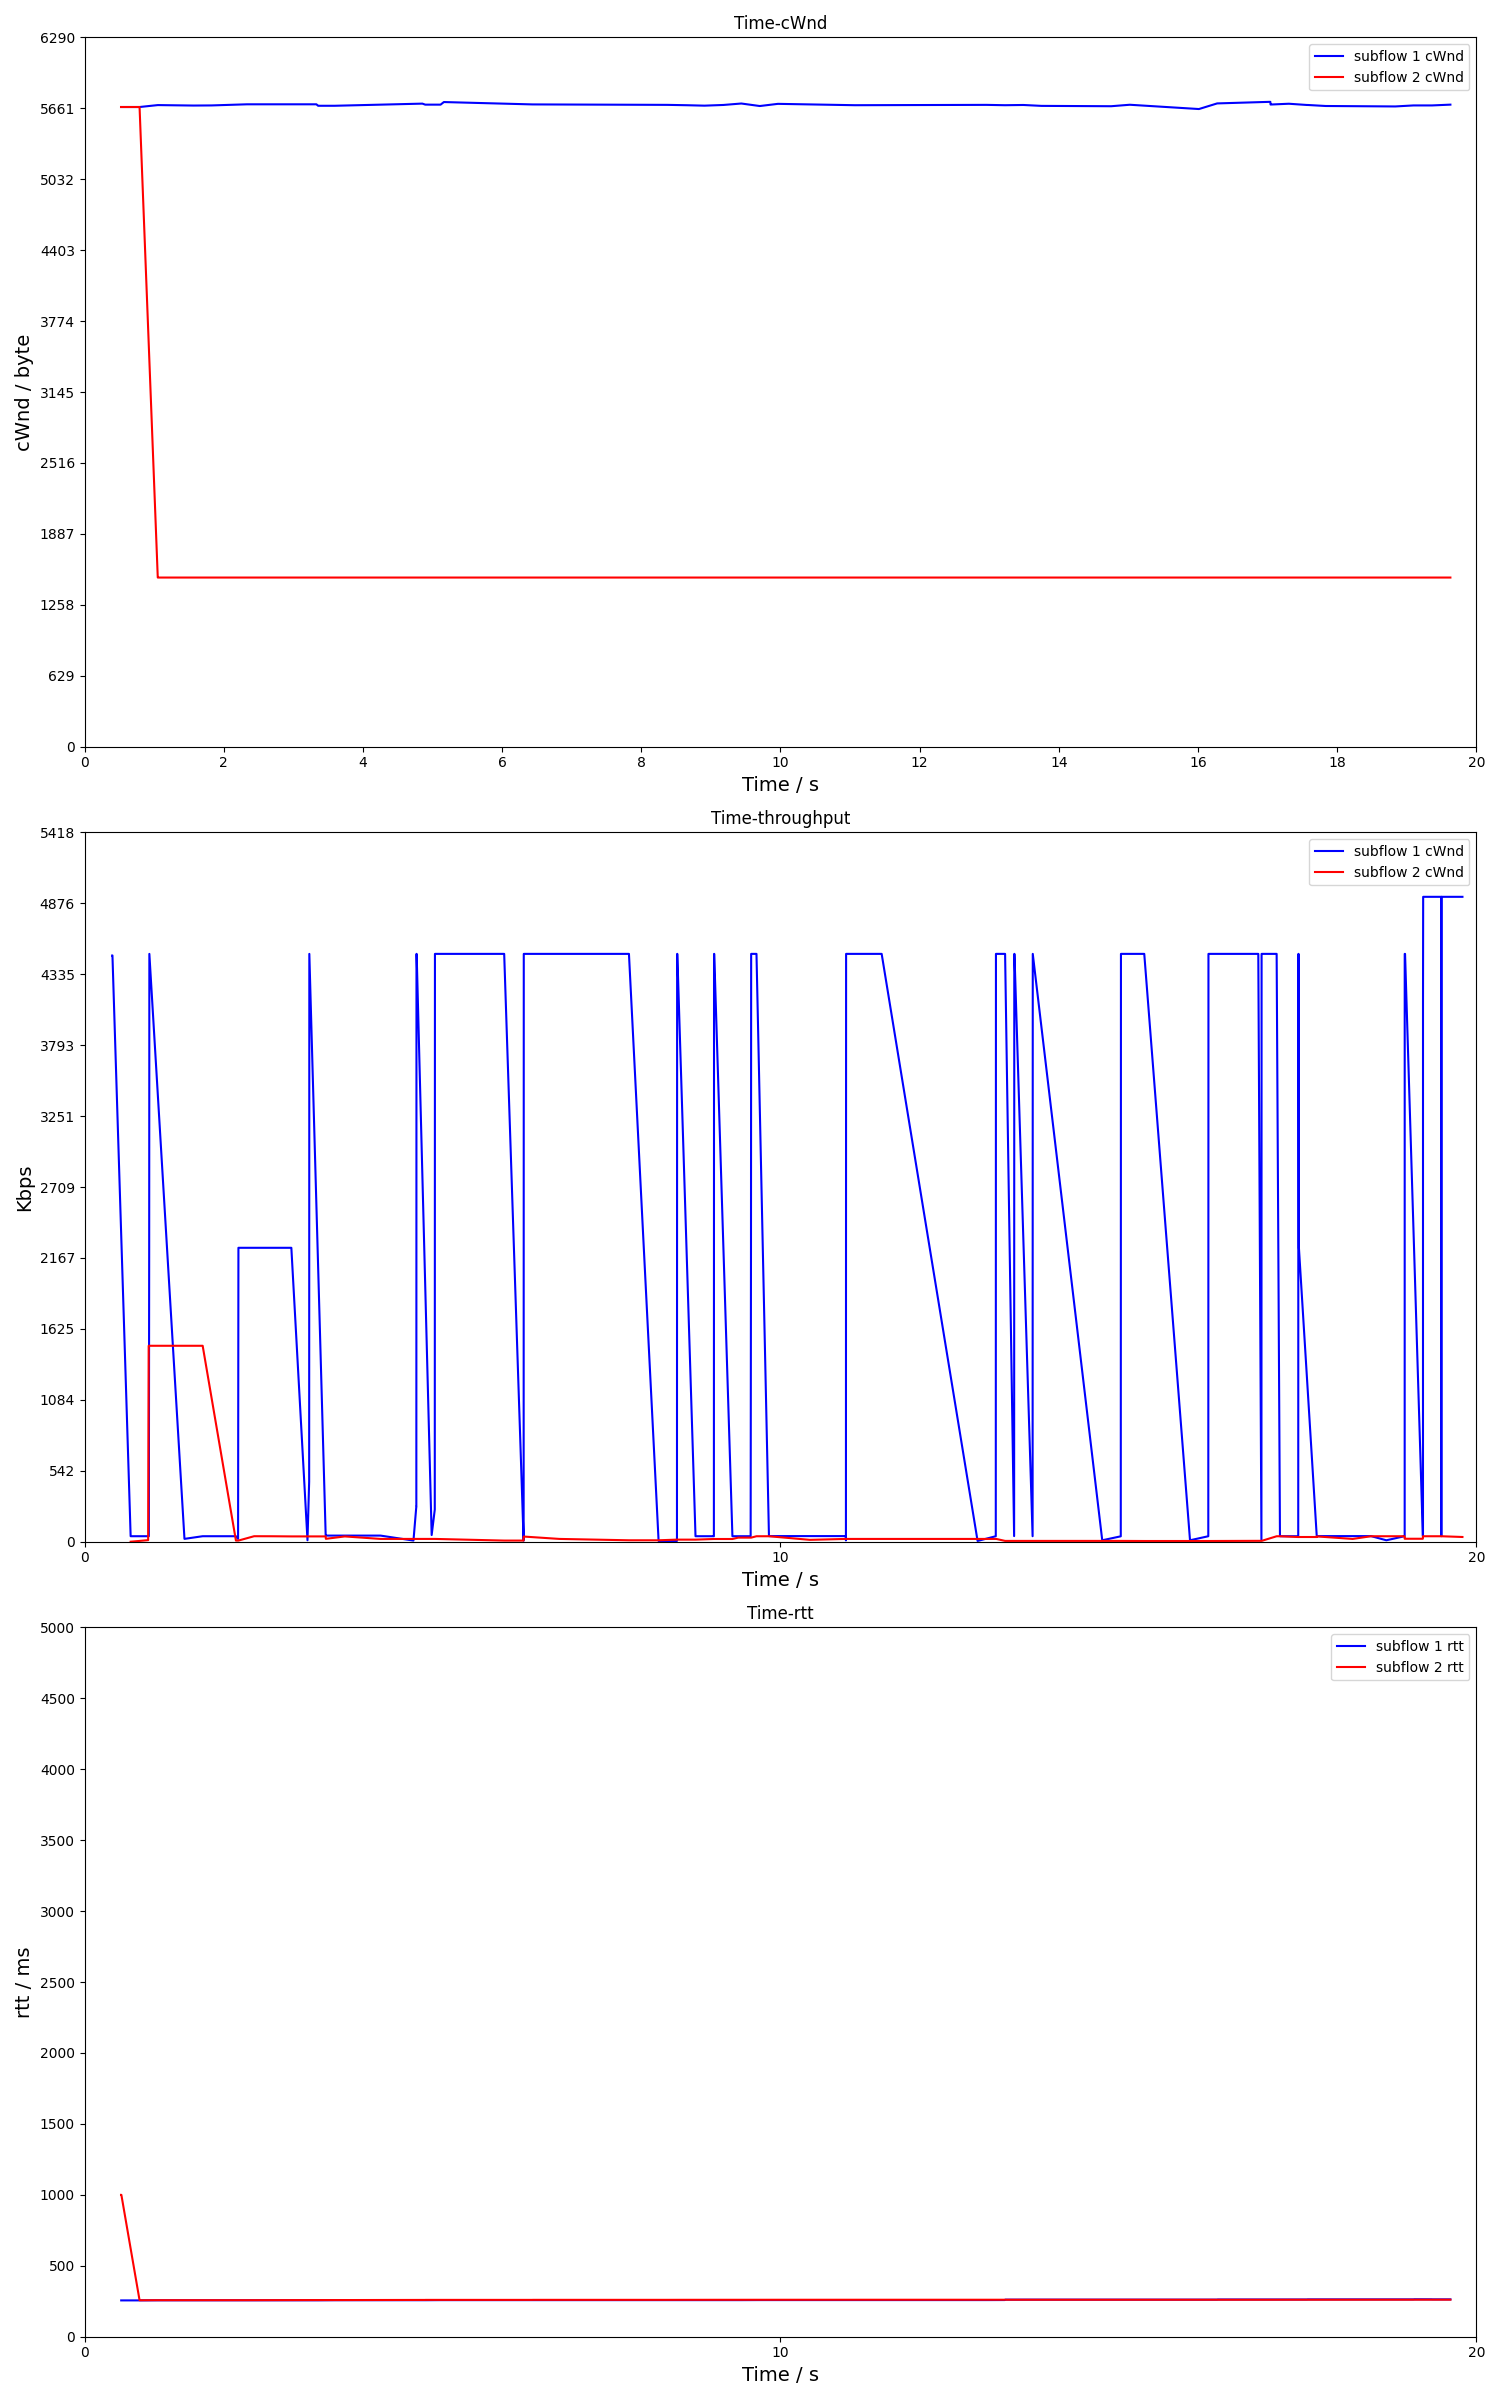 Time-cWnd
6290
5661
5032
4403
3774
3145
2516
1887
1258
629
0
cWnd / byte
subflow 1 cWnd
subflow 2 cWnd
0 2 4 6 8 10 12 14 16 18 20
Time / s
Time-throughput
5418
4876
4335
3793
3251
2709
2167
1625
1084
542
0
Kbps
subflow 1 cWnd
subflow 2 cWnd
0 10 20
Time / s
Time-rtt
5000
4500
4000
3500
3000
2500
2000
1500
1000
500
0
rtt / ms
subflow 1 rtt
subflow 2 rtt
0 10 20
Time / s